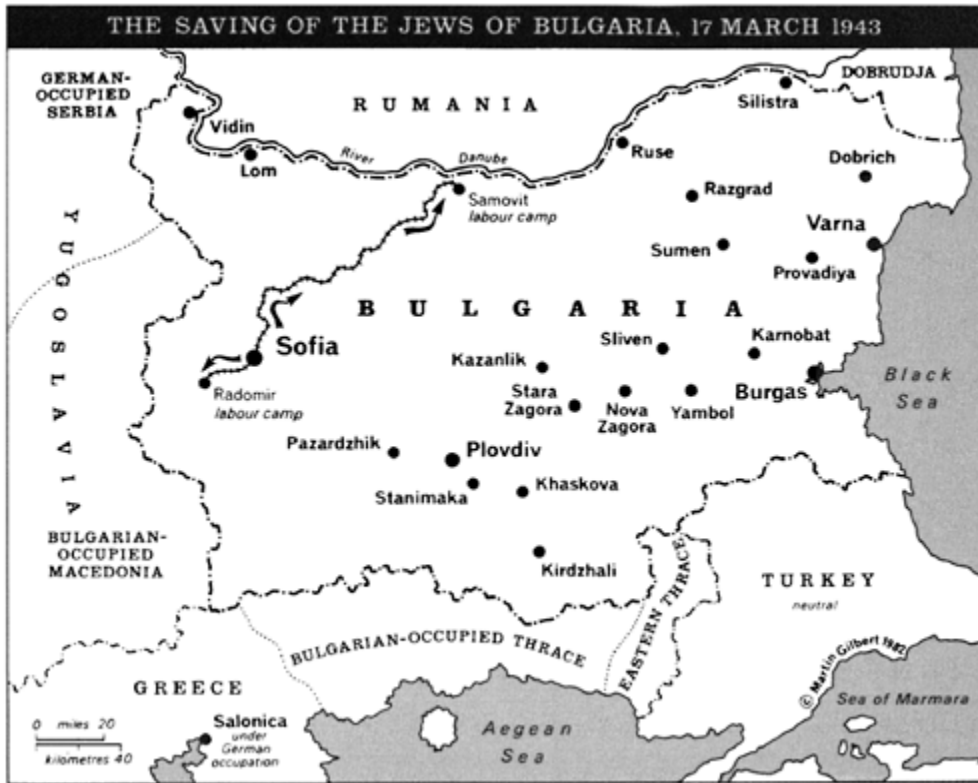 THE SAVING OF THE JEWS OF BULGARIA, 17 MARCH 1943
GERMAN-
OCCUPIED
SERBIA
RUMANIA
DOBRUDJA
Silistra
Vidin
Lom
River
Danube
Ruse
Dobrich
Samovit
labour camp
Razgrad
Varna
Sumen
Provadiya
YUGOSLAVIA
BULGARIA
Sofia
Sliven
Karnobat
Kazanlik
Radomir
labour camp
Stara
Zagora
Nova
Zagora
Yambol
Burgas
Black
Sea
Pazardzhik
Plovdiv
Stanimaka
Khaskova
BULGARIAN-
OCCUPIED
MACEDONIA
Kirdzhali
TURKEY
neutral
BULGARIAN-OCCUPIED THRACE
EASTERN THRACE
© Martin Gilbert 1982
GREECE
0 miles 20
kilometres 40
Salonica
under
German
occupation
Aegean
Sea
Sea of Marmara